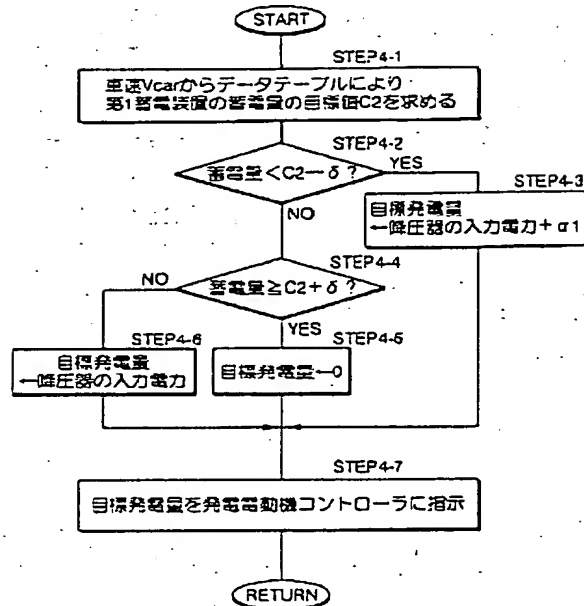 START
STEP4-1
車速Vcarからデータテーブルにより
第1蓄電装置の蓄電量の目標値C2を求める
STEP4-2
蓄電量<C2-δ?
YES
NO
STEP4-3
目標発電量
←降圧器の入力電力+α1
STEP4-4
蓄電量≧C2+δ?
NO
YES
STEP4-6
目標発電量
←降圧器の入力電力
STEP4-5
目標発電量←0
STEP4-7
目標発電量を発電電動機コントローラに指示
RETURN